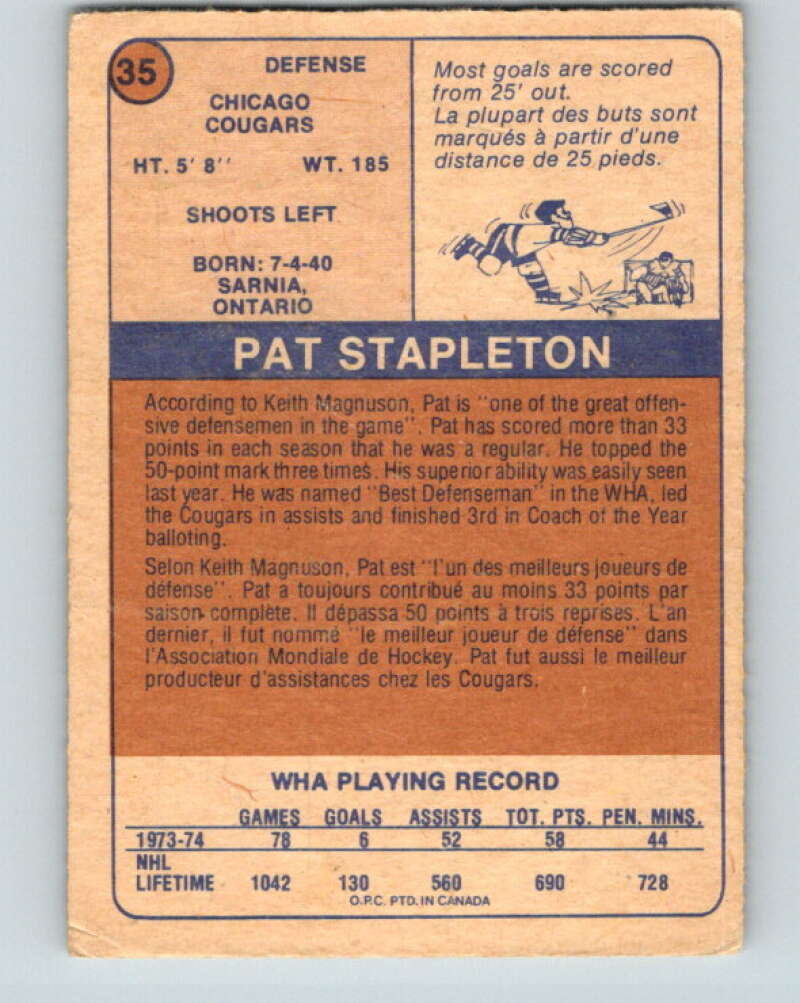 35
DEFENSE
CHICAGO
COUGARS
HT. 5' 8'' WT. 185
SHOOTS LEFT
BORN: 7-4-40
SARNIA,
ONTARIO
Most goals are scored
from 25' out.
La plupart des buts sont
marqués à partir d'une
distance de 25 pieds.
PAT STAPLETON
According to Keith Magnuson, Pat is "one of the great offen-
sive defensemen in the game". Pat has scored more than 33
points in each season that he was a regular. He topped the
50-point mark three times. His superior ability was easily seen
last year. He was named "Best Defenseman" in the WHA, led
the Cougars in assists and finished 3rd in Coach of the Year
balloting.
Selon Keith Magnuson, Pat est "l'un des meilleurs joueurs de
défense". Pat a toujours contribué au moins 33 points par
saison complète. Il dépassa 50 points à trois reprises. L'an
dernier, il fut nommé "le meilleur joueur de défense" dans
l'Association Mondiale de Hockey. Pat fut aussi le meilleur
producteur d'assistances chez les Cougars.
WHA PLAYING RECORD
GAMES GOALS ASSISTS TOT. PTS. PEN. MINS.
1973-74 78 6 52 58 44
NHL
LIFETIME 1042 130 560 690 728
O.P.C. PTD. IN CANADA